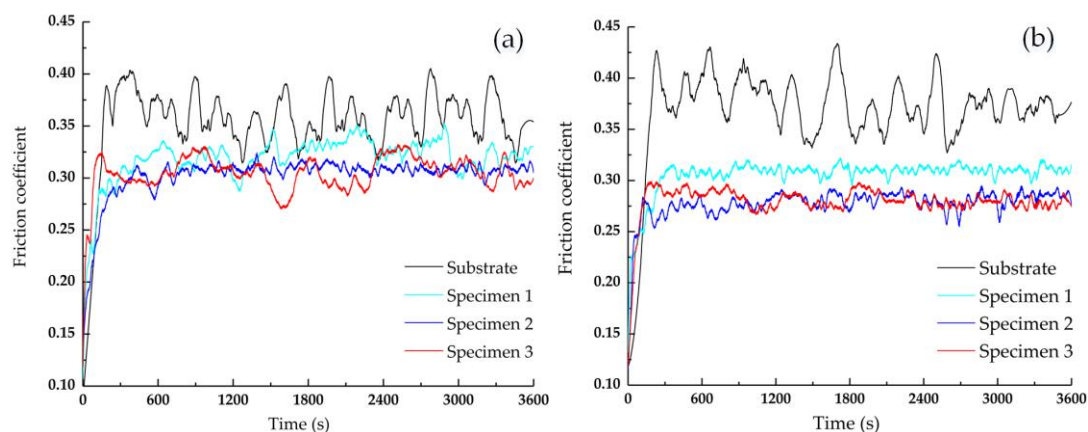 (a)
Friction coefficient
0.45
0.40
0.35
0.30
0.25
0.20
0.15
0.10
Substrate
Specimen 1
Specimen 2
Specimen 3
0 600 1200 1800 2400 3000 3600
Time (s)
(b)
Friction coefficient
0.45
0.40
0.35
0.30
0.25
0.20
0.15
0.10
Substrate
Specimen 1
Specimen 2
Specimen 3
0 600 1200 1800 2400 3000 3600
Time (s)